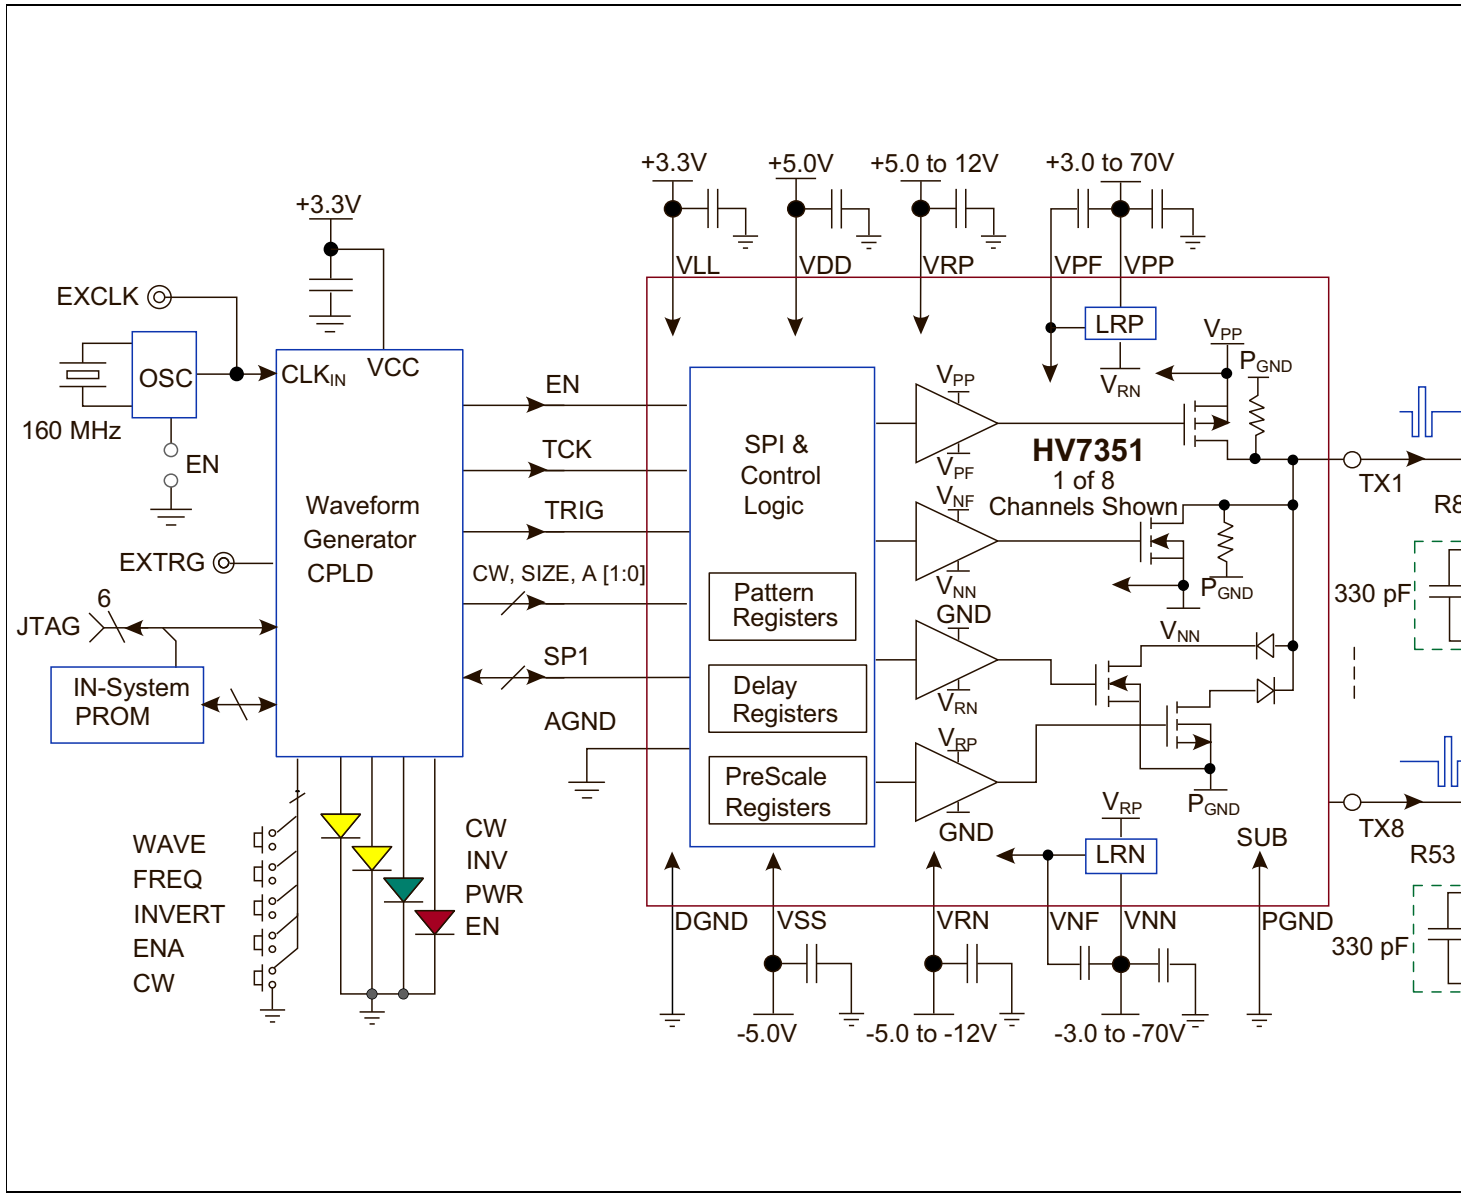 +3.3V
+5.0V
+5.0 to 12V
+3.0 to 70V
+3.3V
VLL
VDD
VRP
VPF
VPP
EXCLK
OSC
160 MHz
EN
CLKIN
VCC
Waveform
Generator
CPLD
EXTRG
6
JTAG
IN-System
PROM
EN
TCK
TRIG
CW, SIZE, A [1:0]
SP1
AGND
SPI &
Control
Logic
Pattern
Registers
Delay
Registers
PreScale
Registers
LRP
VRN
VPP
PGND
VPP
VPF
HV7351
1 of 8
Channels Shown
VNF
VNN
PGND
VNN
GND
VRN
VRP
GND
PGND
VRP
LRN
SUB
TX1
R8
330 pF
TX8
R53
330 pF
WAVE
FREQ
INVERT
ENA
CW
CW
INV
PWR
EN
DGND
VSS
VRN
VNF
VNN
PGND
-5.0V
-5.0 to -12V
-3.0 to -70V